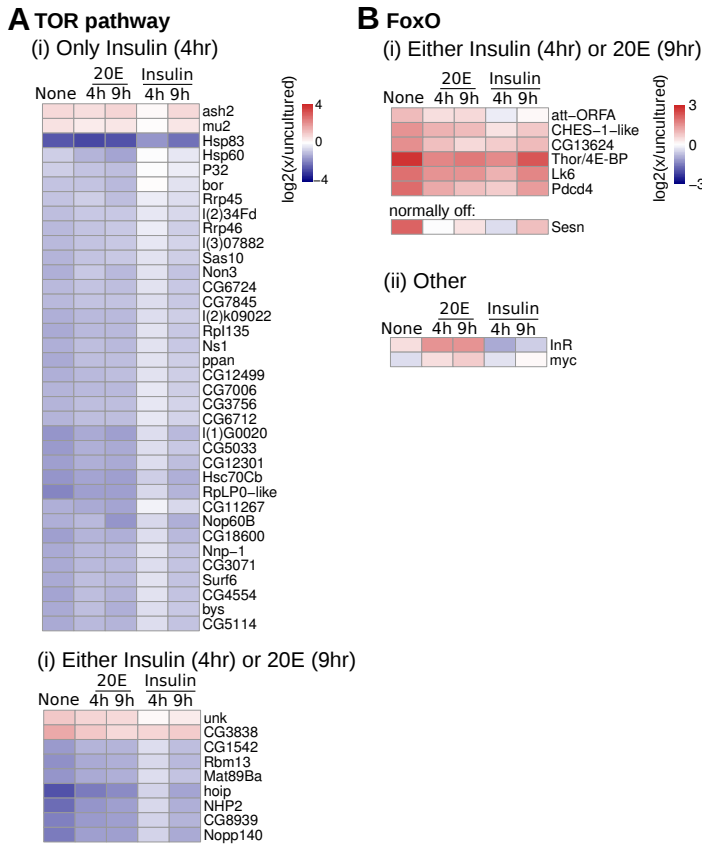 A TOR pathway
(i) Only Insulin (4hr)
20E Insulin
None 4h 9h 4h 9h
ash2
mu2
Hsp83
Hsp60
P32
bor
Rrp45
l(2)34Fd
Rrp46
l(3)07882
Sas10
Non3
CG6724
CG7845
l(2)k09022
RpI135
Ns1
ppan
CG12499
CG7006
CG3756
CG6712
l(1)G0020
CG5033
CG12301
Hsc70Cb
RpLP0−like
CG11267
Nop60B
CG18600
Nnp−1
CG3071
Surf6
CG4554
bys
CG5114
log2(x/uncultured)
4
2
0
−2
−4
(i) Either Insulin (4hr) or 20E (9hr)
20E Insulin
None 4h 9h 4h 9h
unk
CG3838
CG1542
Rbm13
Mat89Ba
hoip
NHP2
CG8939
Nopp140
B FoxO
(i) Either Insulin (4hr) or 20E (9hr)
20E Insulin
None 4h 9h 4h 9h
att-ORFA
CHES-1-like
CG13624
Thor/4E-BP
Lk6
Pdcd4
normally off:
Sesn
log2(x/uncultured)
3
0
−3
(ii) Other
20E Insulin
None 4h 9h 4h 9h
InR
myc